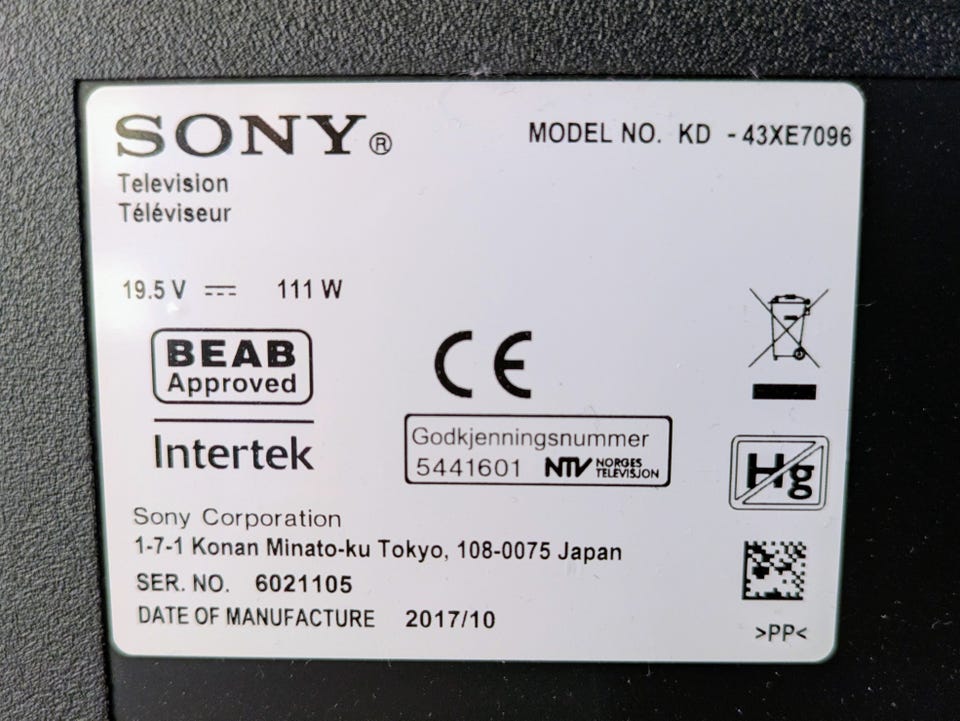 SONY®
MODEL NO. KD - 43XE7096
Television
Téléviseur
19.5 V 111 W
BEAB
Approved
Intertek
CE
Godkjenningsnummer
5441601 NTV NORGES TELEVISJON
Hg
Sony Corporation
1-7-1 Konan Minato-ku Tokyo, 108-0075 Japan
SER. NO. 6021105
DATE OF MANUFACTURE 2017/10
>PP<